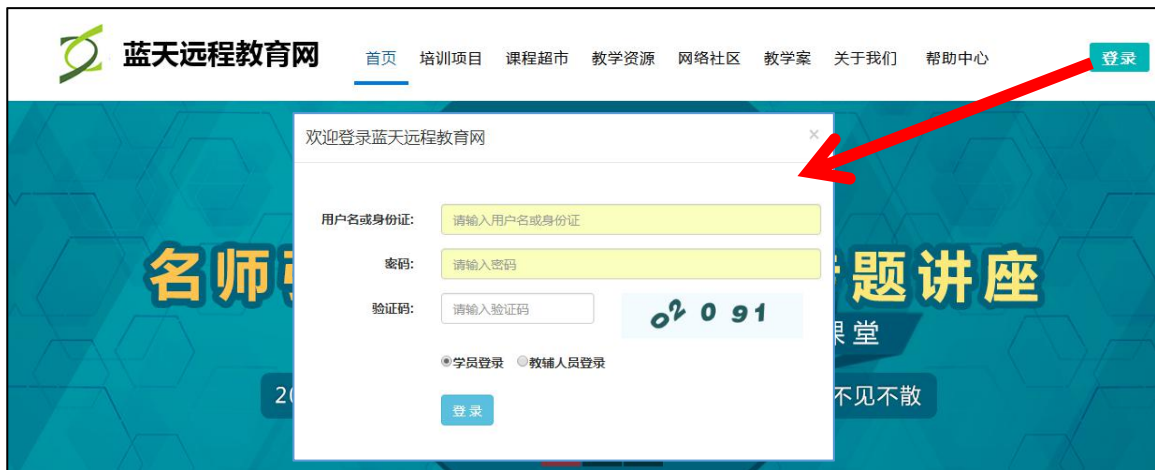 蓝天远程教育网 首页 培训项目 课程超市 教学资源 网络社区 教学案 关于我们 帮助中心 登录
欢迎登录蓝天远程教育网 ×
用户名或身份证: 请输入用户名或身份证
密码: 请输入密码
验证码: 请输入验证码 02091
学员登录 教辅人员登录
登录
名师 题讲座
课堂
20 不见不散